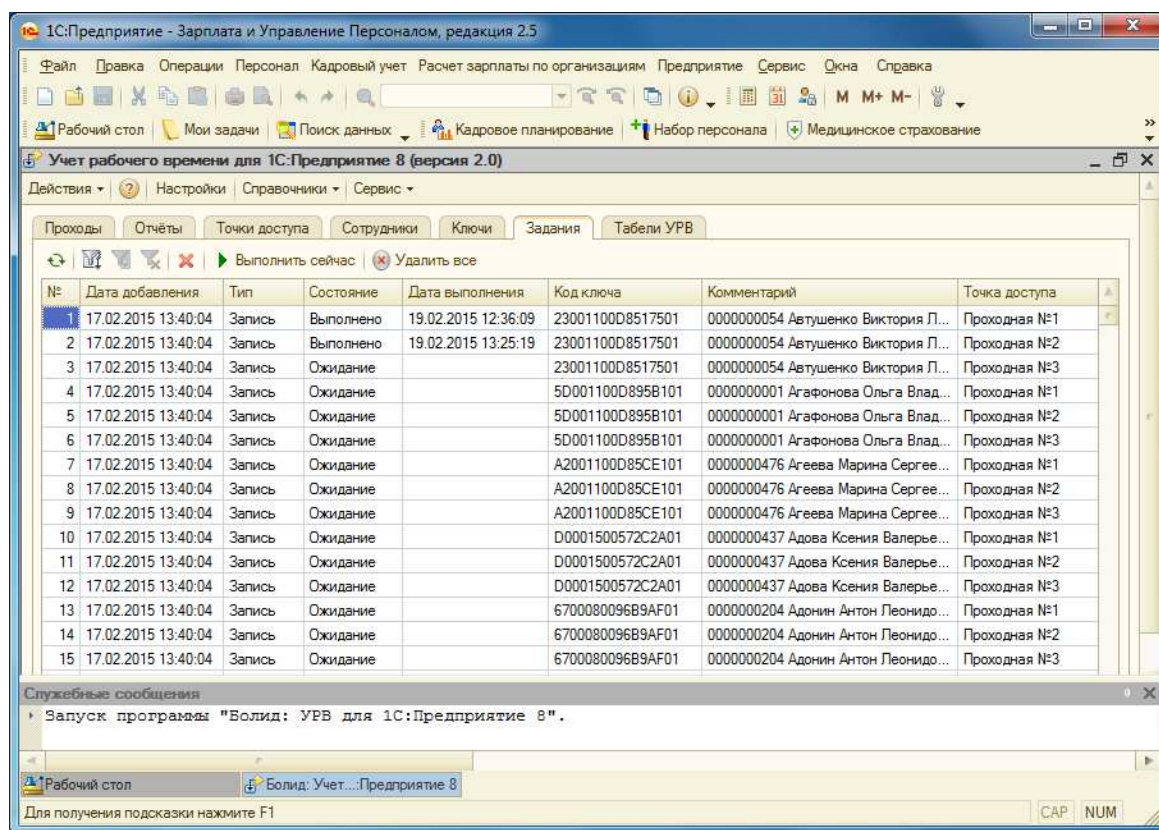 1С:Предприятие - Зарплата и Управление Персоналом, редакция 2.5
Файл Правка Операции Персонал Кадровый учет Расчет зарплаты по организациям Предприятие Сервис Окна Справка
M M+ M-
Рабочий стол Мои задачи Поиск данных Кадровое планирование Набор персонала Медицинское страхование
Учет рабочего времени для 1С:Предприятие 8 (версия 2.0)
Действия Настройки Справочники Сервис
Проходы Отчёты Точки доступа Сотрудники Ключи Задания Табели УРВ
Выполнить сейчас Удалить все
№ Дата добавления Тип Состояние Дата выполнения Код ключа Комментарий Точка доступа
1 17.02.2015 13:40:04 Запись Выполнено 19.02.2015 12:36:09 23001100D8517501 0000000054 Автушенко Виктория Л... Проходная №1
2 17.02.2015 13:40:04 Запись Выполнено 19.02.2015 13:25:19 23001100D8517501 0000000054 Автушенко Виктория Л... Проходная №2
3 17.02.2015 13:40:04 Запись Ожидание 23001100D8517501 0000000054 Автушенко Виктория Л... Проходная №3
4 17.02.2015 13:40:04 Запись Ожидание 5D001100D895B101 0000000001 Агафонова Ольга Влад... Проходная №1
5 17.02.2015 13:40:04 Запись Ожидание 5D001100D895B101 0000000001 Агафонова Ольга Влад... Проходная №2
6 17.02.2015 13:40:04 Запись Ожидание 5D001100D895B101 0000000001 Агафонова Ольга Влад... Проходная №3
7 17.02.2015 13:40:04 Запись Ожидание A2001100D85CE101 0000000476 Агеева Марина Сергее... Проходная №1
8 17.02.2015 13:40:04 Запись Ожидание A2001100D85CE101 0000000476 Агеева Марина Сергее... Проходная №2
9 17.02.2015 13:40:04 Запись Ожидание A2001100D85CE101 0000000476 Агеева Марина Сергее... Проходная №3
10 17.02.2015 13:40:04 Запись Ожидание D0001500572C2A01 0000000437 Адова Ксения Валерье... Проходная №1
11 17.02.2015 13:40:04 Запись Ожидание D0001500572C2A01 0000000437 Адова Ксения Валерье... Проходная №2
12 17.02.2015 13:40:04 Запись Ожидание D0001500572C2A01 0000000437 Адова Ксения Валерье... Проходная №3
13 17.02.2015 13:40:04 Запись Ожидание 6700080096B9AF01 0000000204 Адонин Антон Леонидо... Проходная №1
14 17.02.2015 13:40:04 Запись Ожидание 6700080096B9AF01 0000000204 Адонин Антон Леонидо... Проходная №2
15 17.02.2015 13:40:04 Запись Ожидание 6700080096B9AF01 0000000204 Адонин Антон Леонидо... Проходная №3
Служебные сообщения
Запуск программы "Болид: УРВ для 1С:Предприятие 8".
Рабочий стол Болид: Учет...:Предприятие 8
Для получения подсказки нажмите F1 CAP NUM